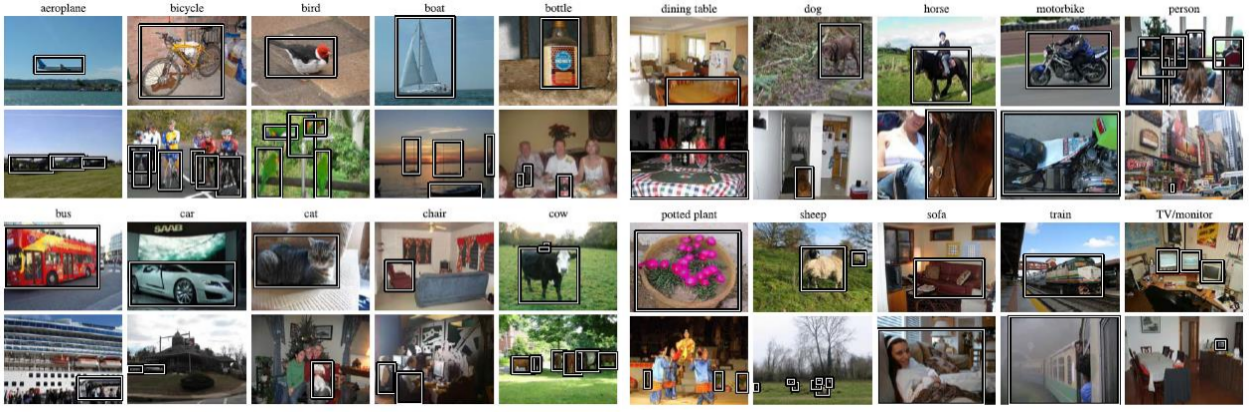 aeroplane bicycle bird boat bottle dining table dog horse motorbike person
bus car cat chair cow potted plant sheep sofa train TV/monitor
SAAB